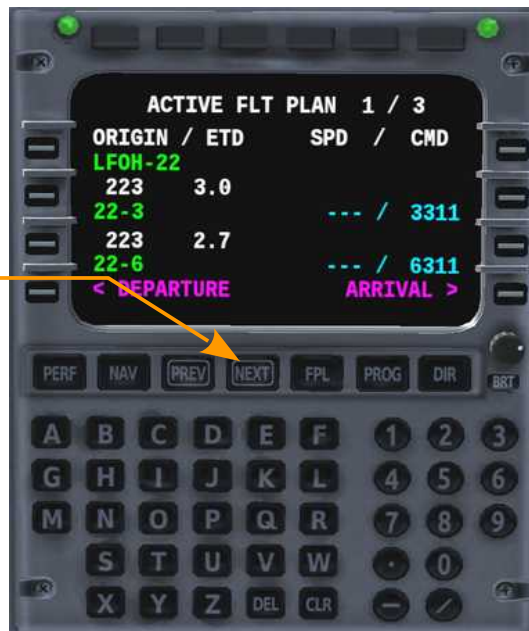 ACTIVE FLT PLAN 1 / 3
ORIGIN / ETD SPD / CMD
LFOH-22
223 3.0
22-3 --- / 3311
223 2.7
22-6 --- / 6311
< DEPARTURE ARRIVAL >
PERF NAV PREV NEXT FPL PROG DIR BRT
A B C D E F 1 2 3
G H I J K L 4 5 6
M N O P Q R 7 8 9
S T U V W · 0
X Y Z DEL CLR − /